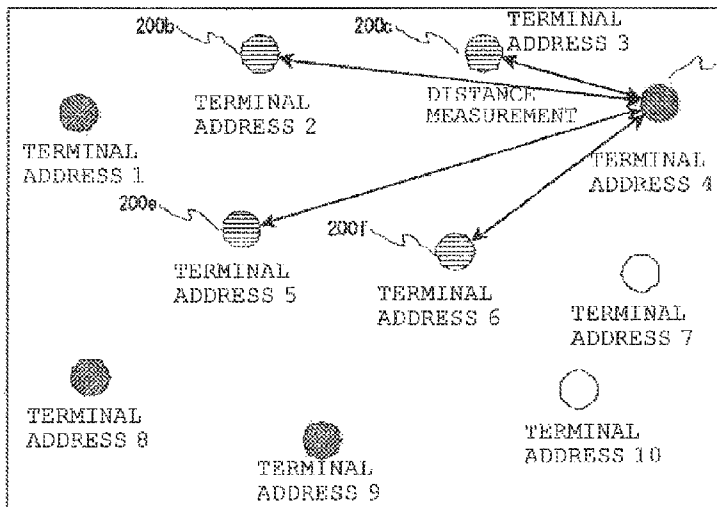 200b
200c
TERMINAL
ADDRESS 3
TERMINAL
ADDRESS 2
DISTANCE
MEASUREMENT
TERMINAL
ADDRESS 1
TERMINAL
ADDRESS 4
200e
200f
TERMINAL
ADDRESS 5
TERMINAL
ADDRESS 6
TERMINAL
ADDRESS 7
TERMINAL
ADDRESS 8
TERMINAL
ADDRESS 9
TERMINAL
ADDRESS 10